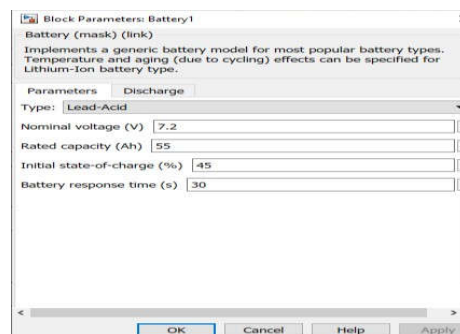 Block Parameters: Battery1
Battery (mask) (link)
Implements a generic battery model for most popular battery types.
Temperature and aging (due to cycling) effects can be specified for
Lithium-Ion battery type.
Parameters Discharge
Type: Lead-Acid
Nominal voltage (V) 7.2
Rated capacity (Ah) 55
Initial state-of-charge (%) 45
Battery response time (s) 30
OK Cancel Help Apply